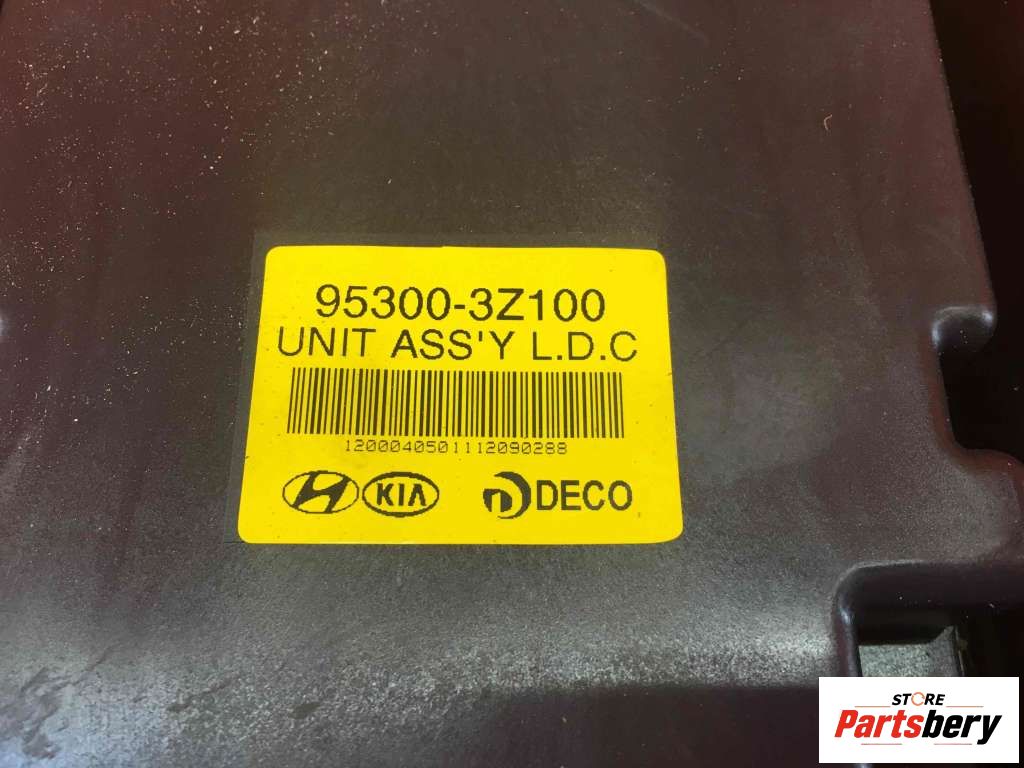 95300-3Z100
UNIT ASS'Y L.D.C
1200040501112090288
KIA DECO
STORE
Partsbery